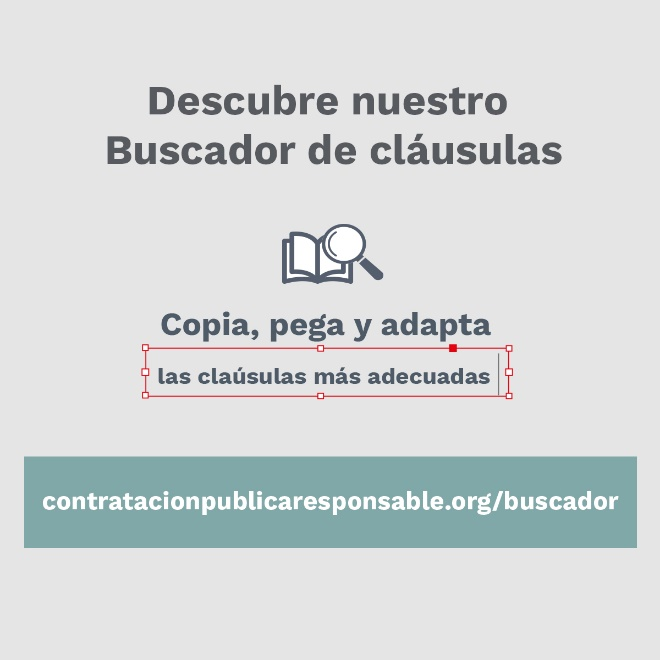 Descubre nuestro
Buscador de cláusulas
Copia, pega y adapta
las claúsulas más adecuadas
contratacionpublicaresponsable.org/buscador